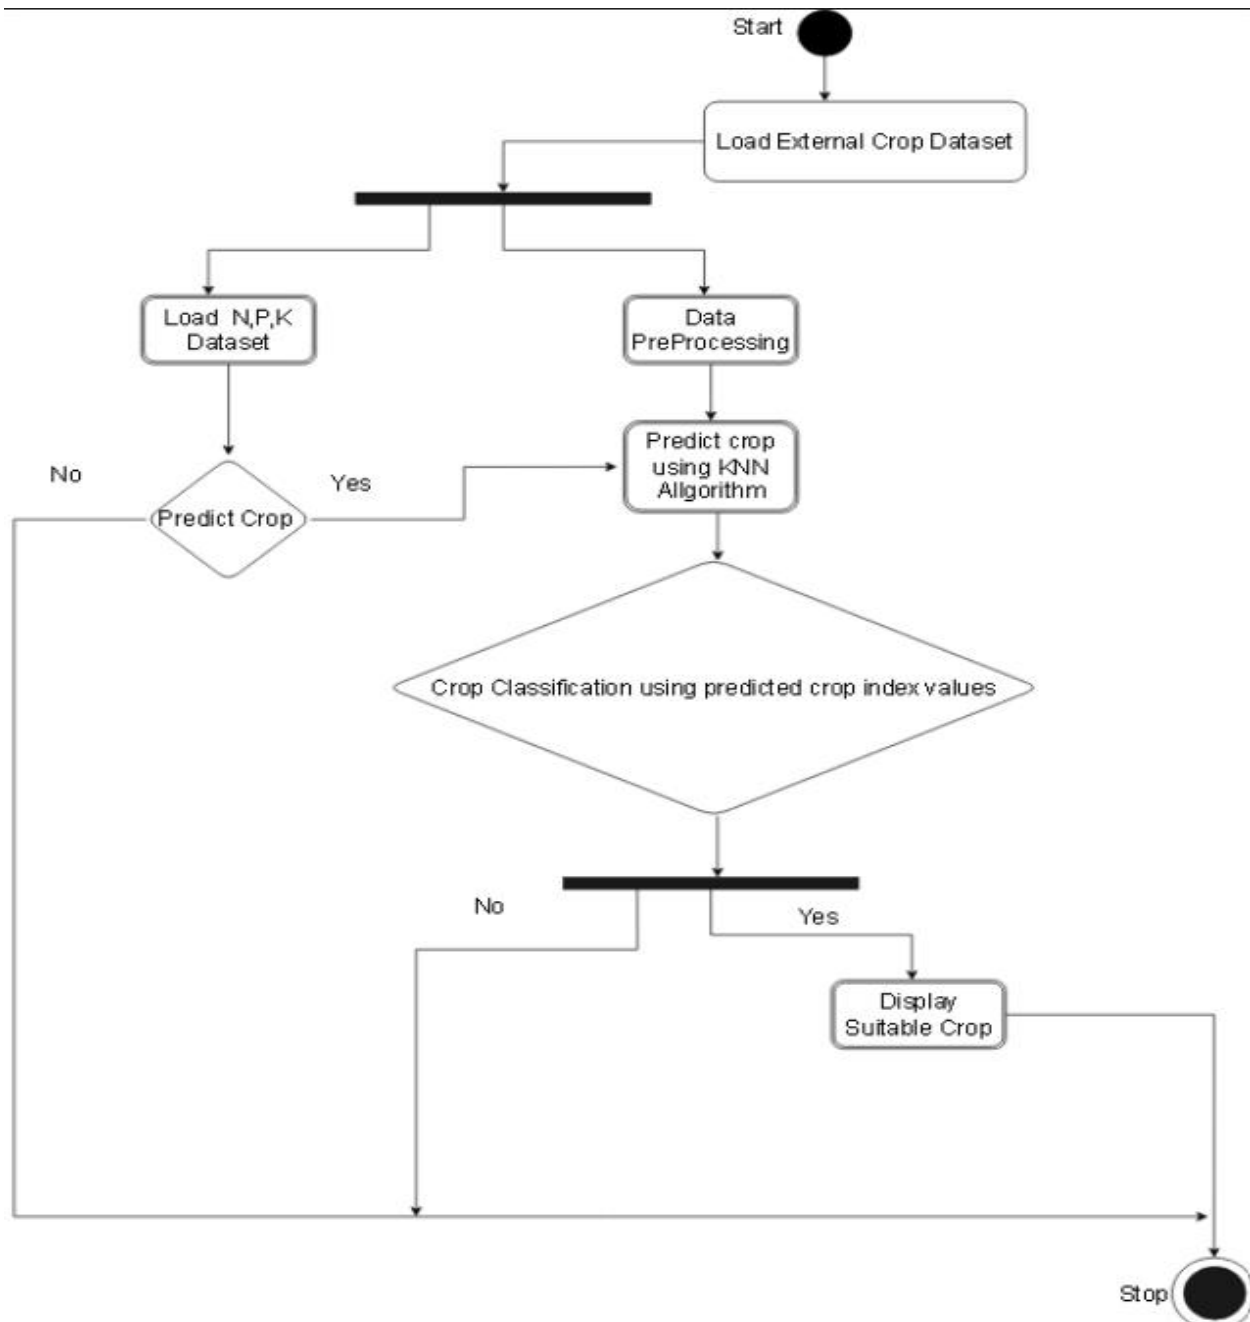 Start
Load External Crop Dataset
Load N,P,K
Dataset
Data
PreProcessing
Predict crop
using KNN
Allgorithm
No
Yes
Predict Crop
Crop Classification using predicted crop index values
No
Yes
Display
Suitable Crop
Stop